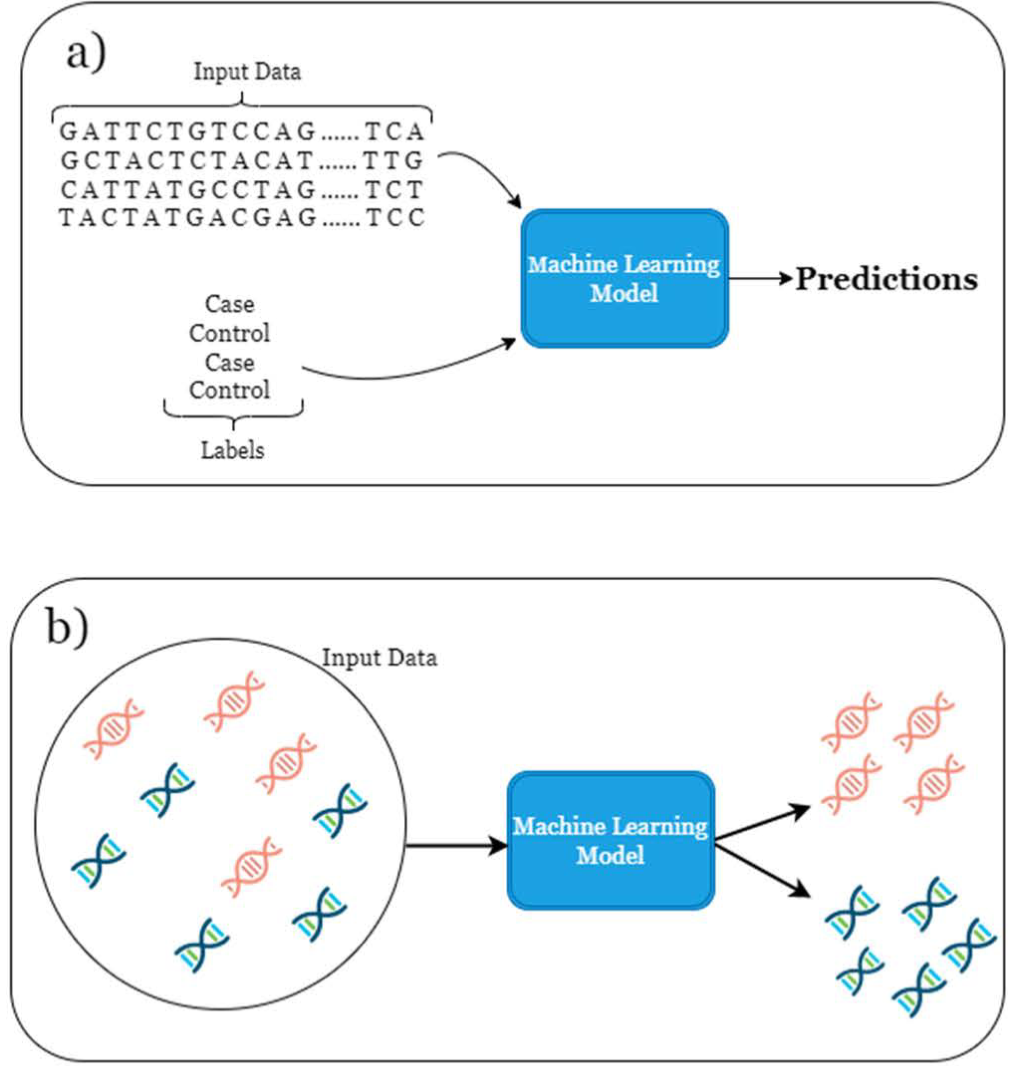 a)
Input Data
GATTCTGTCCAG......TCA
GCTACTCTACAT......TTG
CATTATGCCTAG......TCT
TACTATGACGAG......TCC
Machine Learning
Model
Predictions
Case
Control
Case
Control
Labels
b)
Input Data
Machine Learning
Model